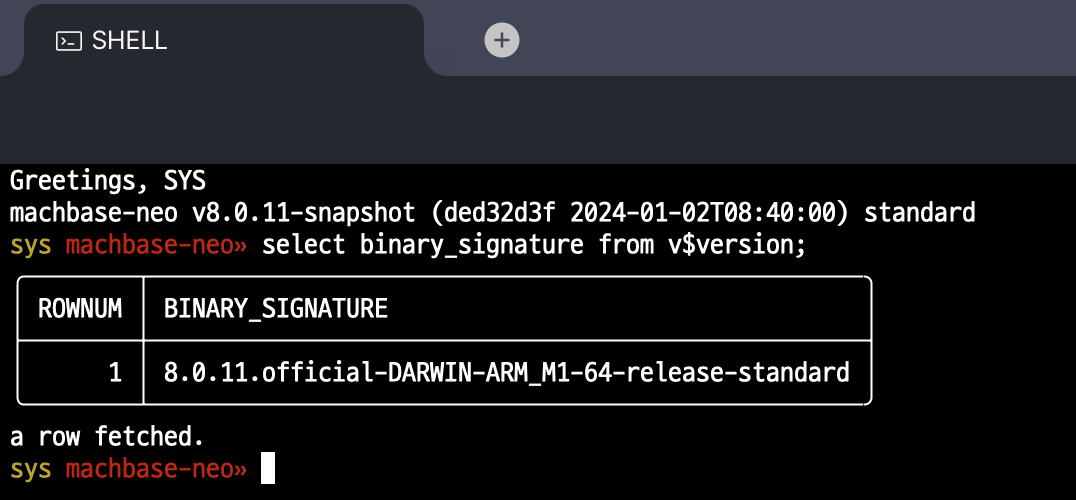 SHELL
Greetings, SYS
machbase-neo v8.0.11-snapshot (ded32d3f 2024-01-02T08:40:00) standard
sys machbase-neo» select binary_signature from v$version;
ROWNUM BINARY_SIGNATURE
1 8.0.11.official-DARWIN-ARM_M1-64-release-standard
a row fetched.
sys machbase-neo»